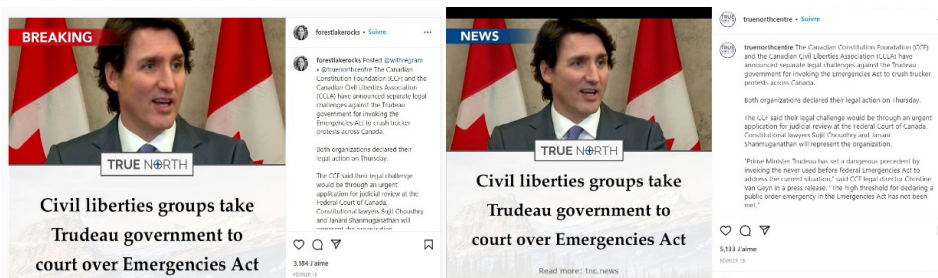 BREAKING
TRUE NORTH
Civil liberties groups take
Trudeau government to
court over Emergencies Act
forestlakerocks • Suivre
forestlakerocks Posted @withregram
• @truenorthcentre The Canadian
Constitution Foundation (CCF) and the
Canadian Civil Liberties Association
(CCLA) have announced separate legal
challenges against the Trudeau
government for invoking the
Emergencies Act to crush trucker
protests across Canada.
Both organizations declared their
legal action on Thursday.
The CCF said their legal challenge
would be through an urgent
application for judicial review at the
Federal Court of Canada.
Constitutional lawyers Sujit Choudhry
and Janani Shanmuganathan will
represent the organization.
3,184 J'aime
FÉVRIER 18
NEWS
TRUE NORTH
Civil liberties groups take
Trudeau government to
court over Emergencies Act
Read more: tnc.news
TRUE
NORTH
truenorthcentre • Suivre
TRUE
NORTH
truenorthcentre The Canadian Constitution Foundation (CCF)
and the Canadian Civil Liberties Association (CCLA) have
announced separate legal challenges against the Trudeau
government for invoking the Emergencies Act to crush trucker
protests across Canada.
Both organizations declared their legal action on Thursday.
The CCF said their legal challenge would be through an urgent
application for judicial review at the Federal Court of Canada.
Constitutional lawyers Sujit Choudhry and Janani
Shanmuganathan will represent the organization.
"Prime Minister Trudeau has set a dangerous precedent by
invoking the never used before federal Emergencies Act to
address the current situation," said CCF legal director Christine
Van Geyn in a press release. "The high threshold for declaring a
public order emergency in the Emergencies Act has not been
met."
5,133 J'aime
FÉVRIER 19